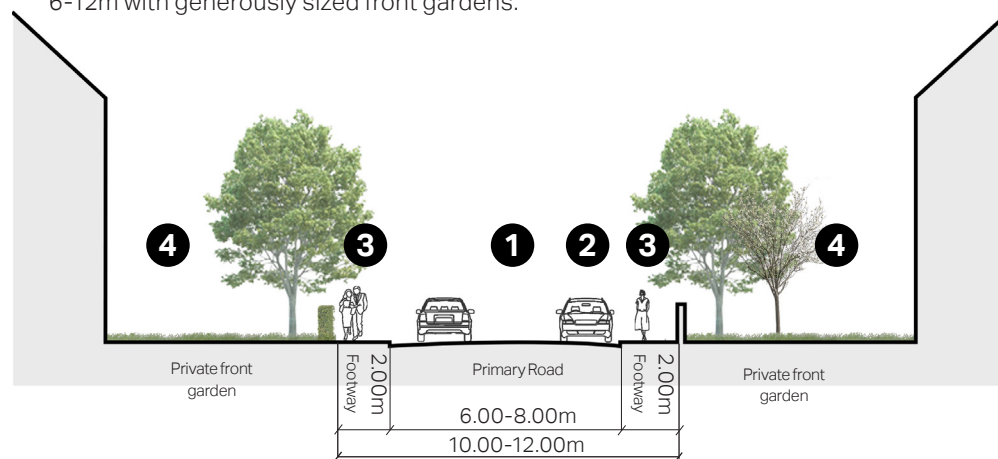 6-12m with generously sized front gardens.
4
3
1
2
3
4
Private front
garden
2.00m
Footway
Primary Road
Footway
2.00m
Private front
garden
6.00-8.00m
10.00-12.00m